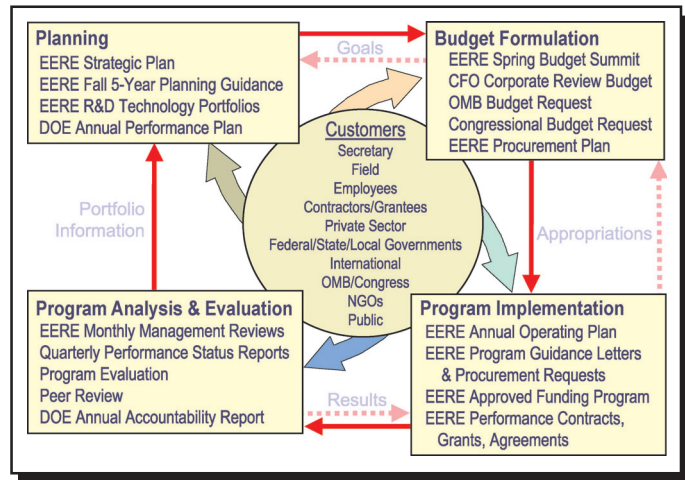 Planning
EERE Strategic Plan
EERE Fall 5-Year Planning Guidance
EERE R&D Technology Portfolios
DOE Annual Performance Plan
Goals
Budget Formulation
EERE Spring Budget Summit
CFO Corporate Review Budget
OMB Budget Request
Congressional Budget Request
EERE Procurement Plan
Customers
Secretary
Field
Employees
Contractors/Grantees
Private Sector
Federal/State/Local Governments
International
OMB/Congress
NGOs
Public
Portfolio
Information
Appropriations
Program Analysis & Evaluation
EERE Monthly Management Reviews
Quarterly Performance Status Reports
Program Evaluation
Peer Review
DOE Annual Accountability Report
Results
Program Implementation
EERE Annual Operating Plan
EERE Program Guidance Letters
& Procurement Requests
EERE Approved Funding Program
EERE Performance Contracts,
Grants, Agreements